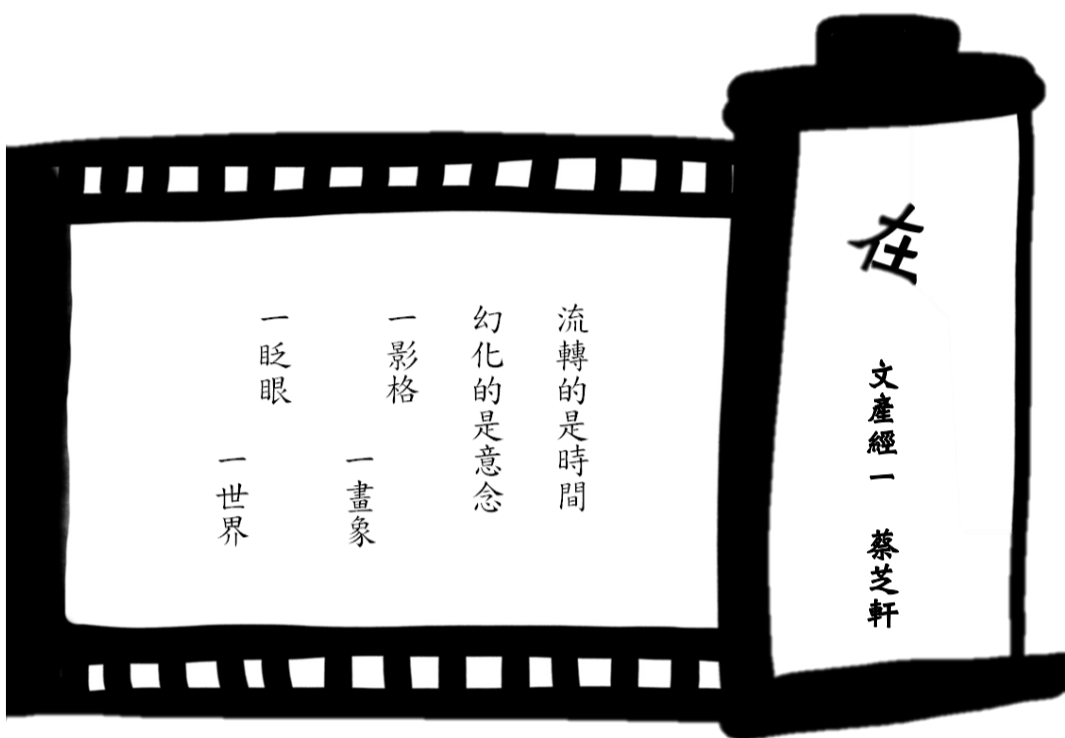 在
文產經一　蔡芝軒
流轉的是時間
幻化的是意念
一影格
一畫象
一眨眼
一世界